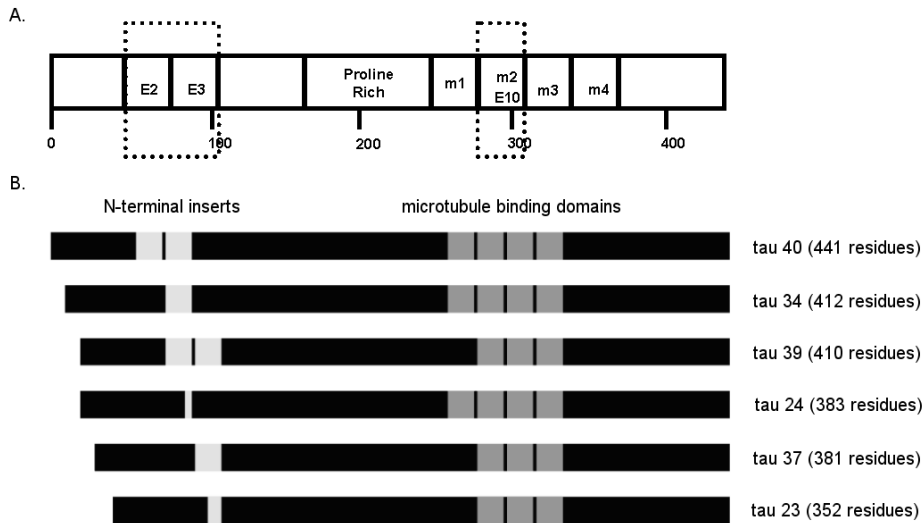 A.
E2
E3
Proline
Rich
m1
m2
E10
m3
m4
0
100
200
300
400
B.
N-terminal inserts
microtubule binding domains
tau 40 (441 residues)
tau 34 (412 residues)
tau 39 (410 residues)
tau 24 (383 residues)
tau 37 (381 residues)
tau 23 (352 residues)